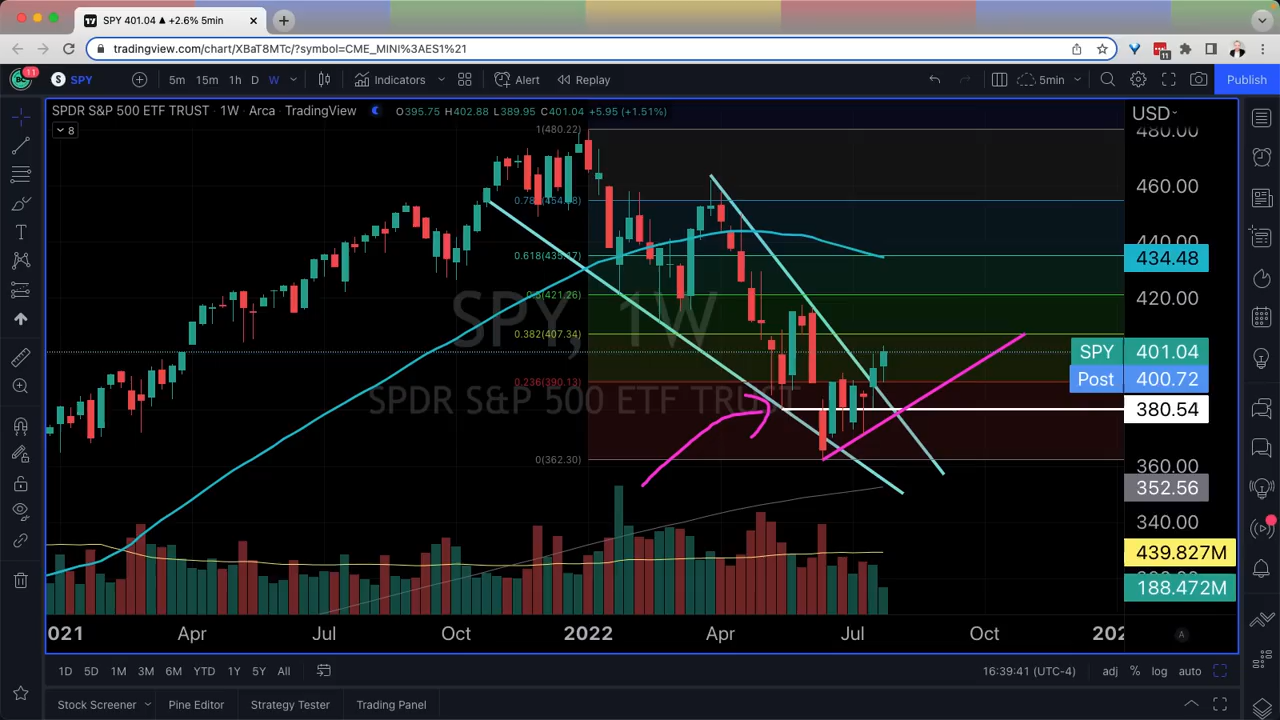 SPY 401.04 ▲ +2.6% 5min
tradingview.com/chart/XBaT8MTc/?symbol=CME_MINI%3AES1%21
11
11
S SPY
5m 15m 1h D W
Indicators
Alert
Replay
5min
Publish
SPDR S&P 500 ETF TRUST · 1W · Arca · TradingView
O395.75 H402.88 L389.95 C401.04 +5.95 (+1.51%)
USD
8
1(480.22)
480.00
460.00
440.00
0.618(435.17)
434.48
0.5(421.26)
420.00
SPY, 1W
0.382(407.34)
SPY 401.04
Post 400.72
0.236(390.13)
SPDR S&P 500 ETF TRUST
380.54
0(362.30)
360.00
352.56
340.00
439.827M
188.472M
2021 Apr Jul Oct 2022 Apr Jul Oct
A
1D 5D 1M 3M 6M YTD 1Y 5Y All
16:39:41 (UTC-4)
adj % log auto
Stock Screener
Pine Editor
Strategy Tester
Trading Panel